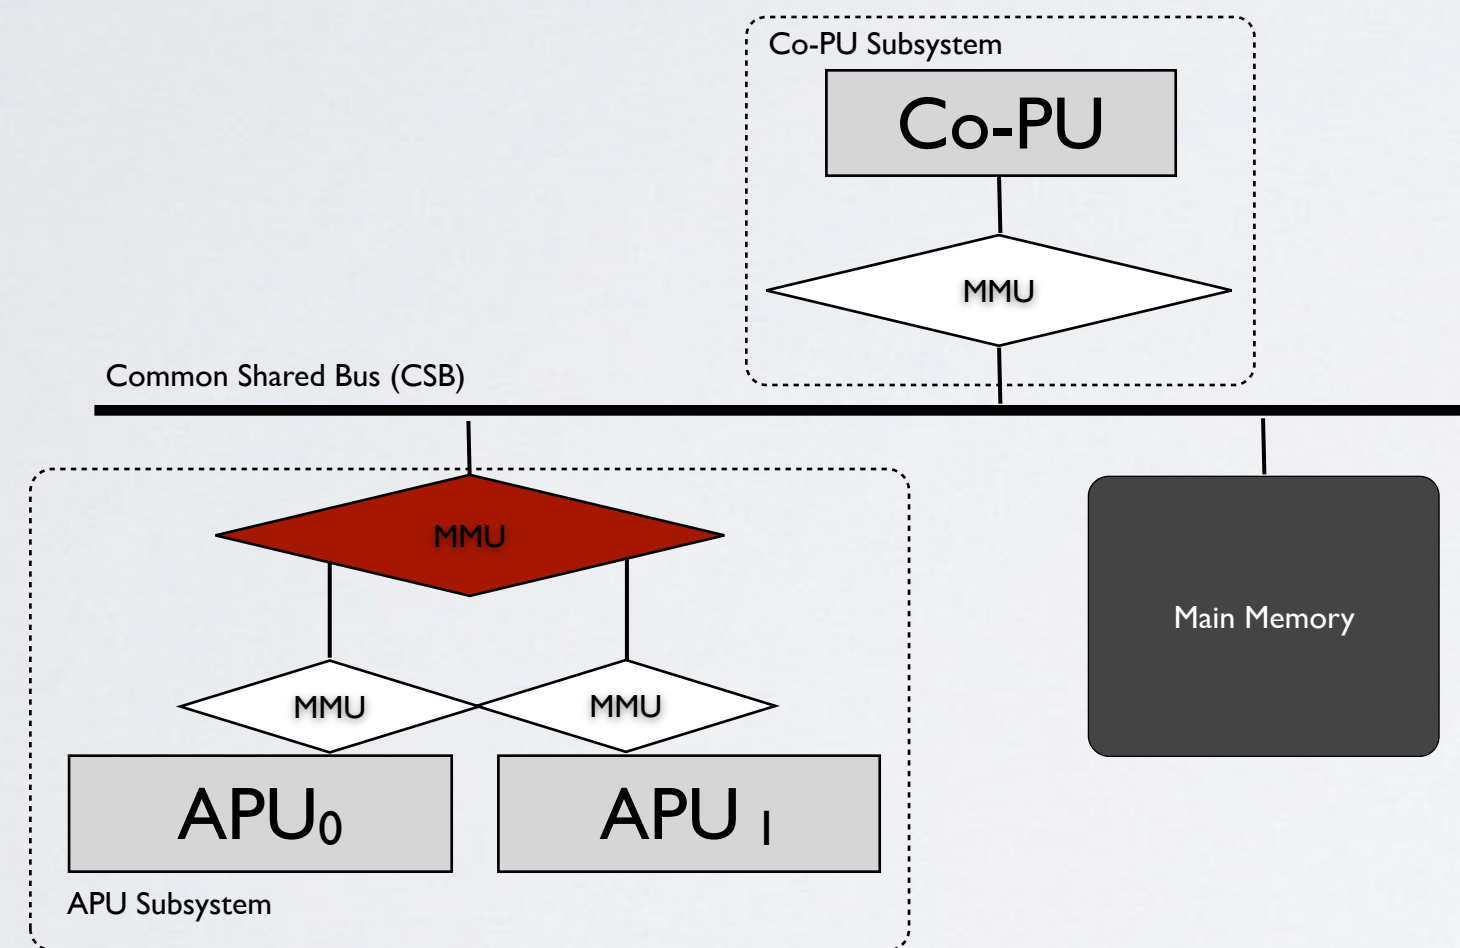 Co-PU Subsystem
Co-PU
MMU
Common Shared Bus (CSB)
MMU
Main Memory
MMU
MMU
APU0
APU 1
APU Subsystem